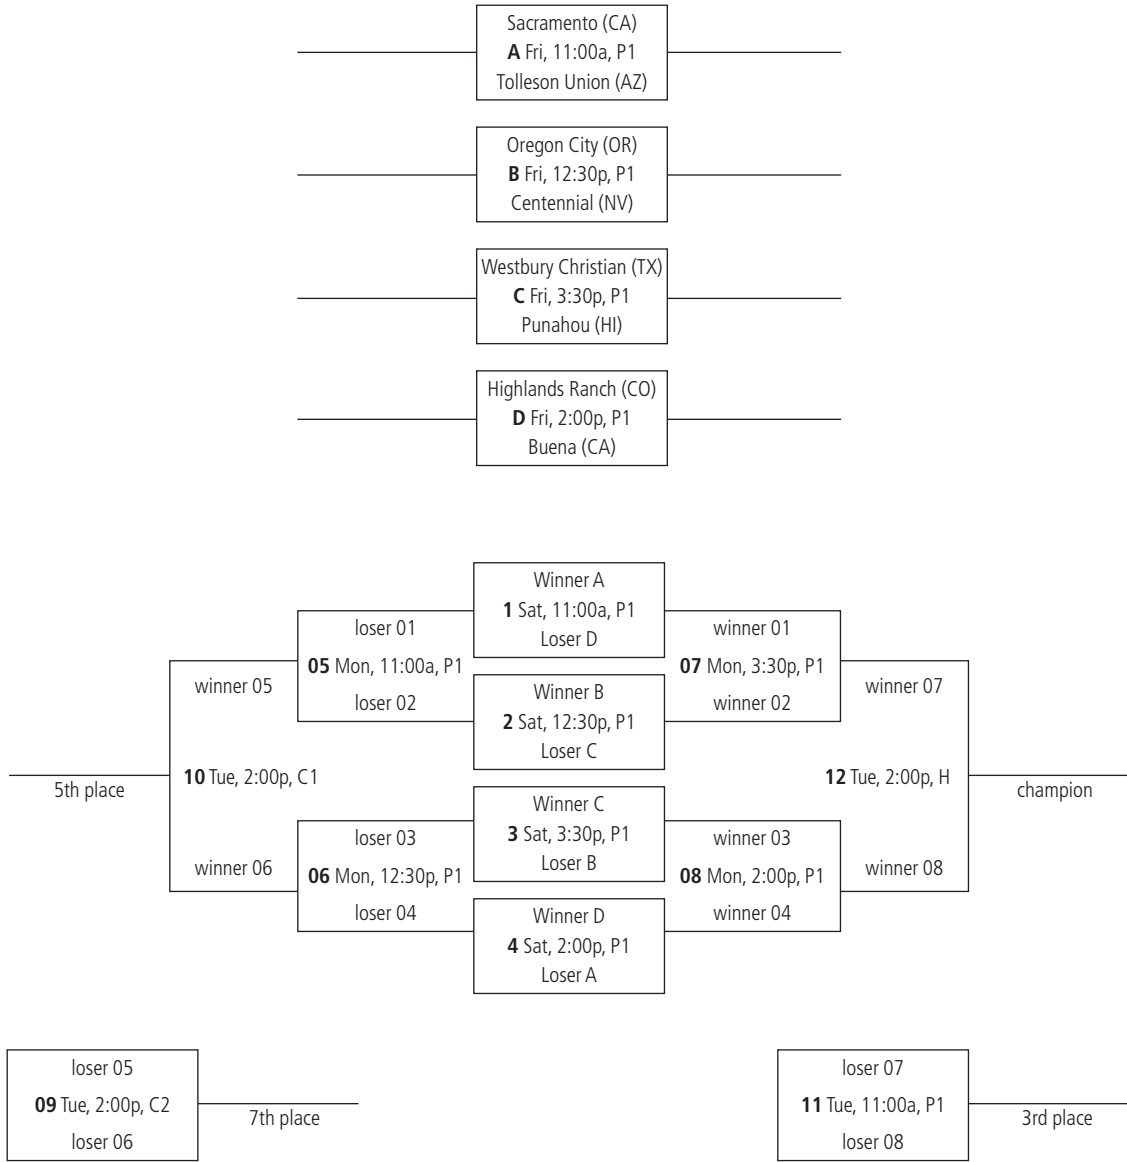 Sacramento (CA)
A Fri, 11:00a, P1
Tolleson Union (AZ)
Oregon City (OR)
B Fri, 12:30p, P1
Centennial (NV)
Westbury Christian (TX)
C Fri, 3:30p, P1
Punahou (HI)
Highlands Ranch (CO)
D Fri, 2:00p, P1
Buena (CA)
Winner A
1 Sat, 11:00a, P1
Loser D
loser 01
05 Mon, 11:00a, P1
loser 02
winner 01
07 Mon, 3:30p, P1
winner 02
winner 05
winner 07
Winner B
2 Sat, 12:30p, P1
Loser C
10 Tue, 2:00p, C1
12 Tue, 2:00p, H
5th place
champion
Winner C
3 Sat, 3:30p, P1
Loser B
loser 03
06 Mon, 12:30p, P1
loser 04
winner 03
08 Mon, 2:00p, P1
winner 04
winner 06
winner 08
Winner D
4 Sat, 2:00p, P1
Loser A
loser 05
09 Tue, 2:00p, C2
loser 06
7th place
loser 07
11 Tue, 11:00a, P1
loser 08
3rd place